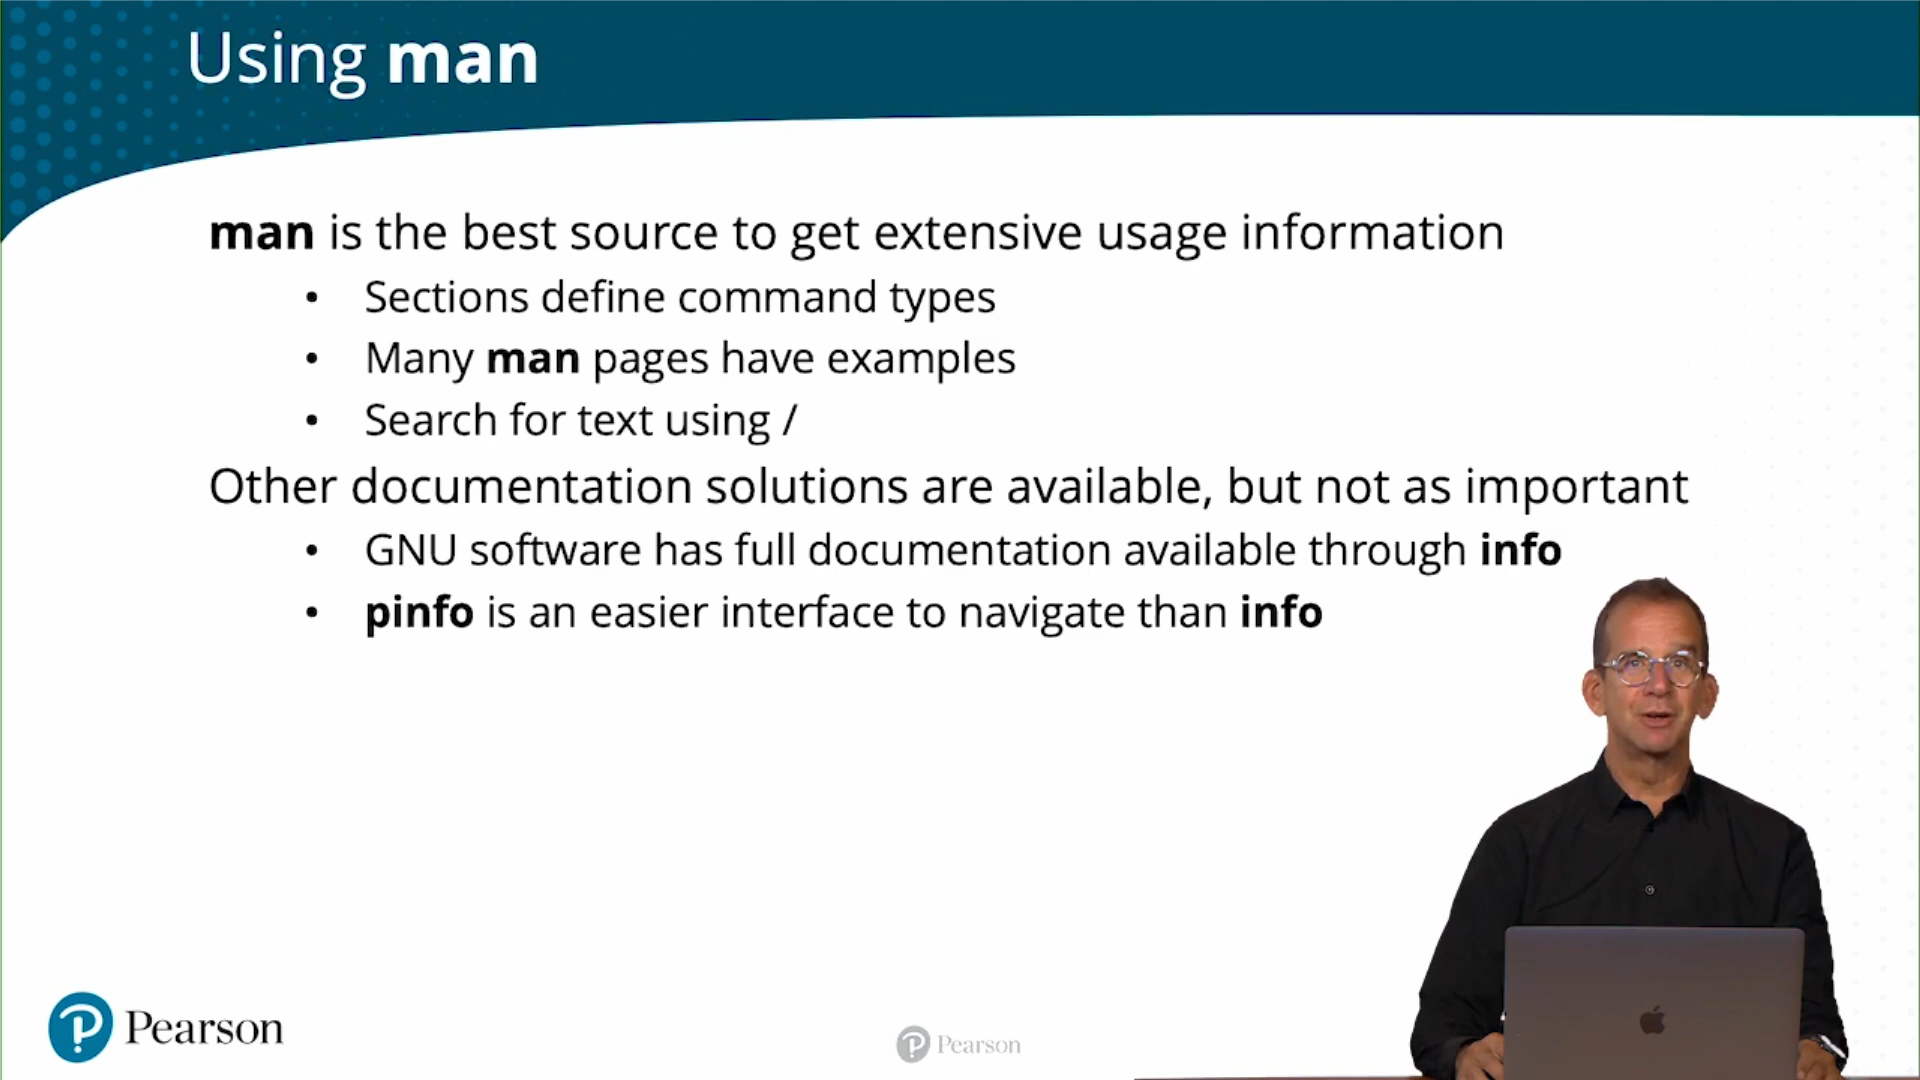 Using man
man is the best source to get extensive usage information
• Sections define command types
• Many man pages have examples
• Search for text using /
Other documentation solutions are available, but not as important
• GNU software has full documentation available through info
• pinfo is an easier interface to navigate than info
Pearson
Pearson